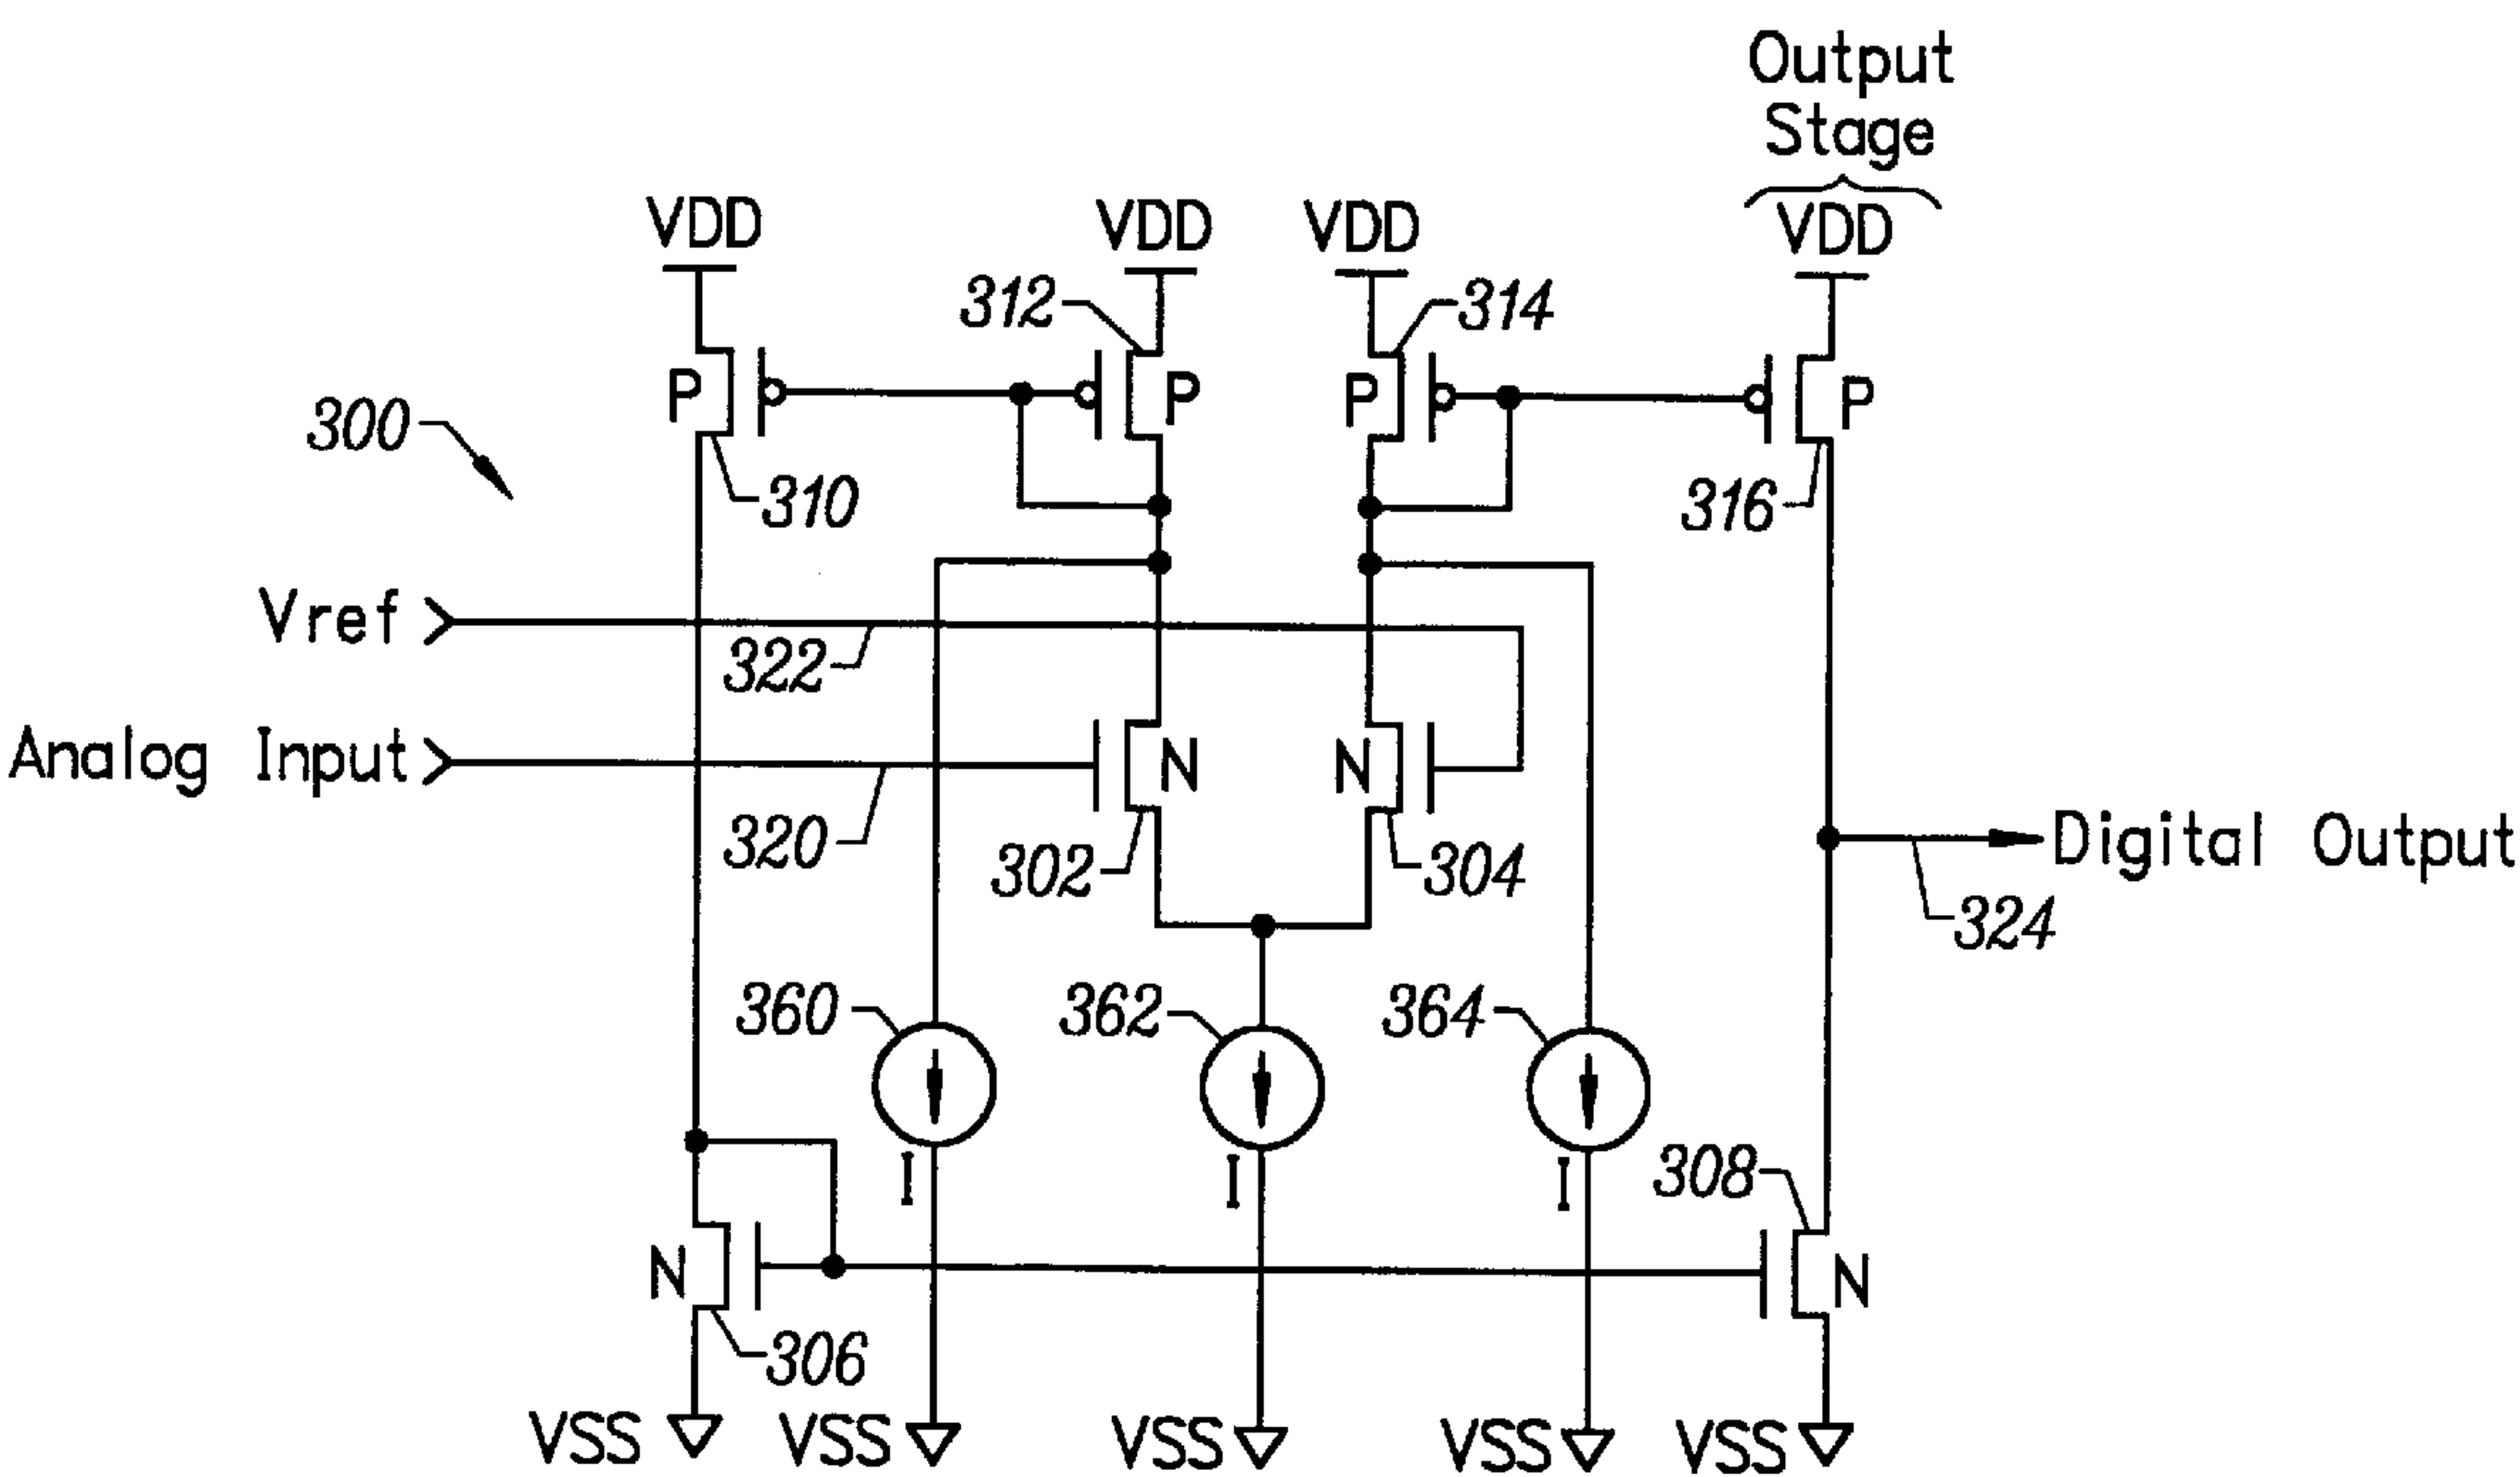 Output
Stage
VDD VDD VDD VDD
312 314
P P P P
300
310 316
Vref
322
Analog Input
N N
320
302 304
Digital Output
324
360 362 364
I I I
308
N N
306
VSS VSS VSS VSS VSS